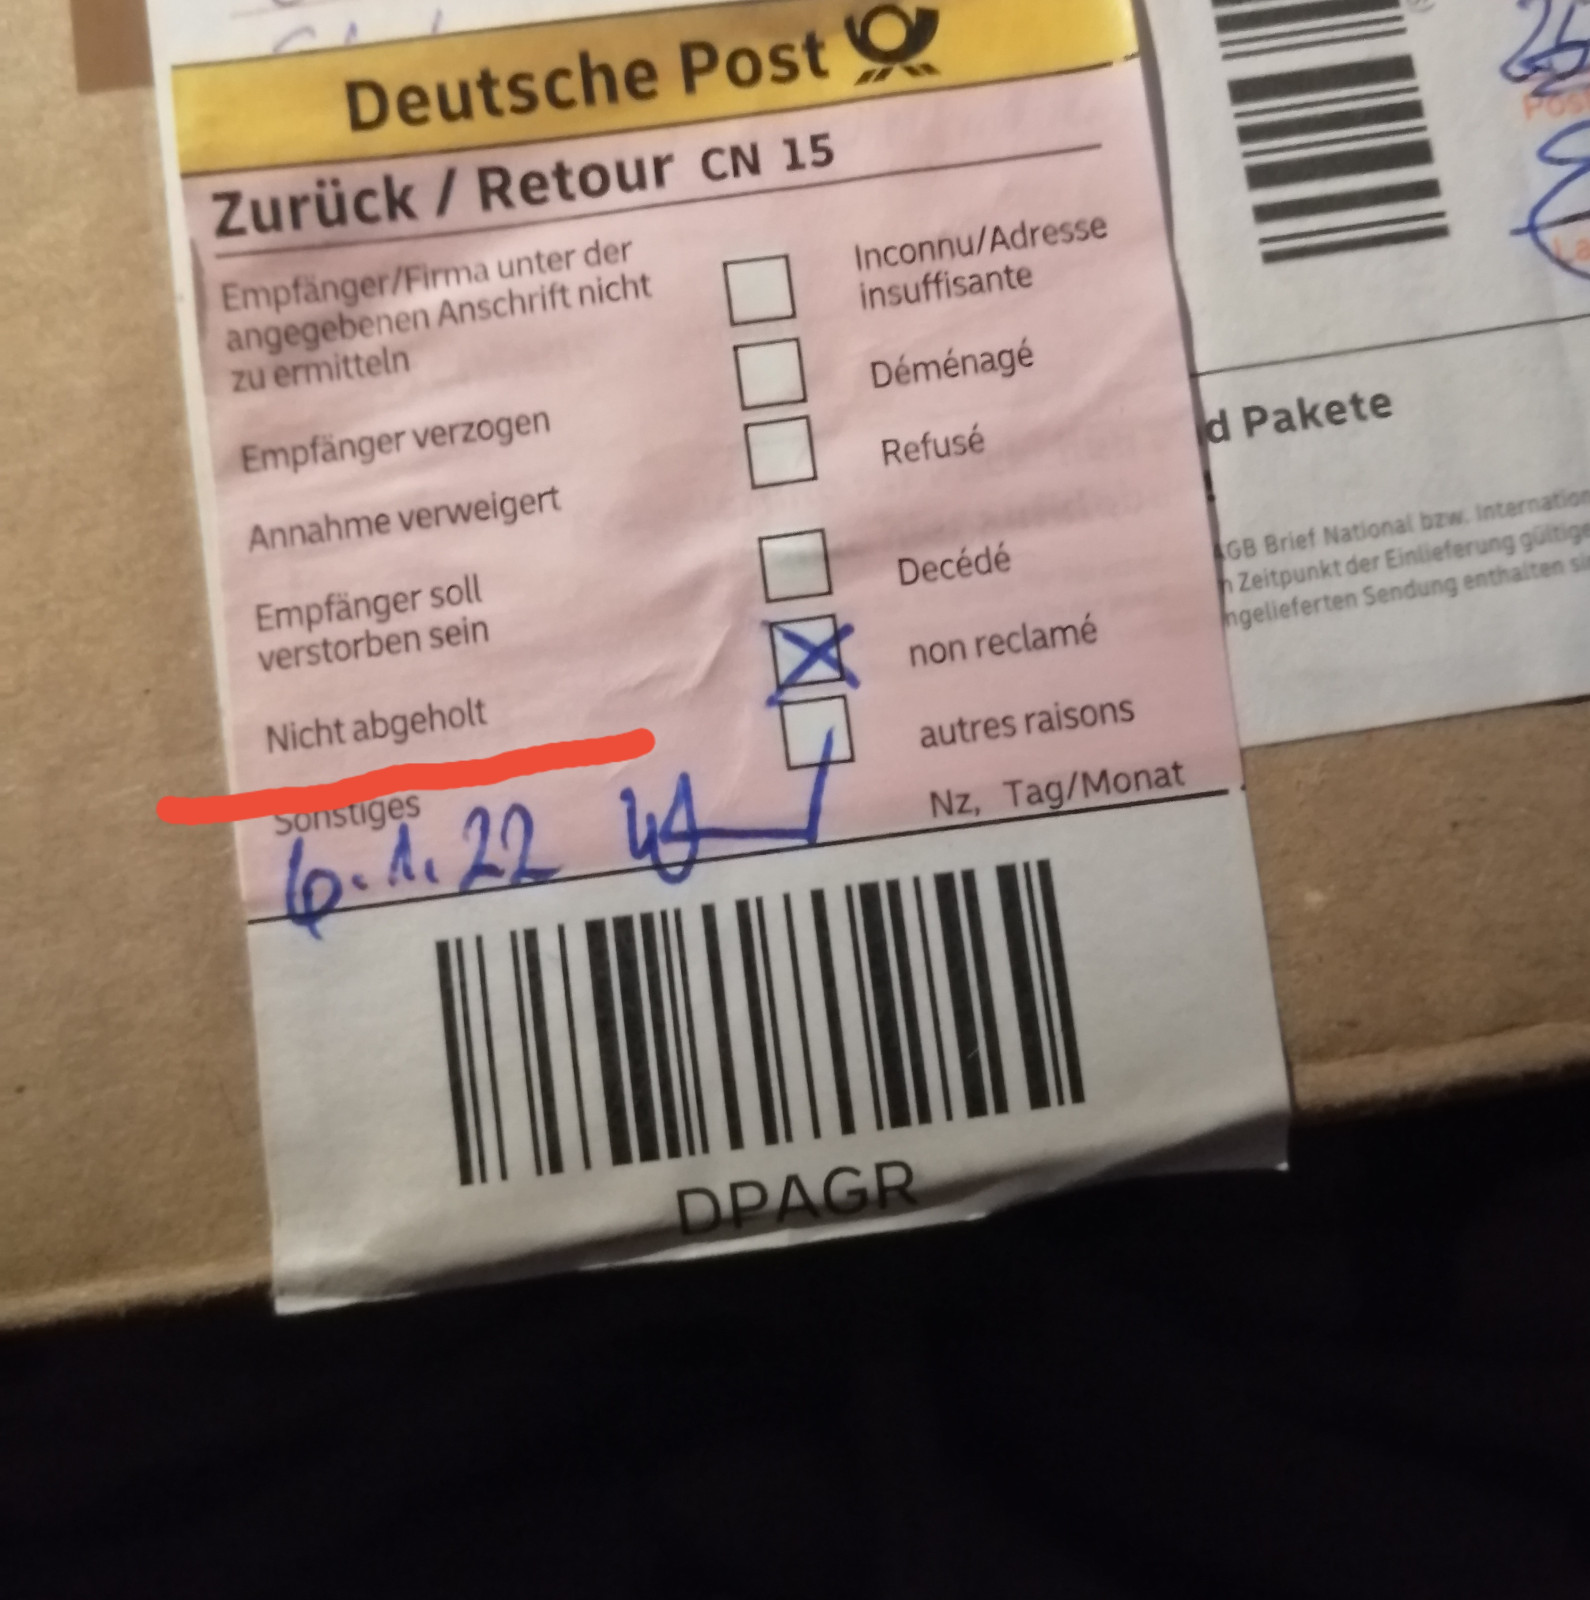 Deutsche Post
Zurück / Retour CN 15
Empfänger/Firma unter der
angegebenen Anschrift nicht
zu ermitteln
Inconnu/Adresse
insuffisante
Empfänger verzogen
Déménagé
Annahme verweigert
Refusé
Empfänger soll
verstorben sein
Decédé
Nicht abgeholt
non reclamé
Sonstiges
autres raisons
Nz, Tag/Monat
6.1.22
DPAGR
d Pakete
!
AGB Brief National bzw. Internation
n Zeitpunkt der Einlieferung gültige
ngelieferten Sendung enthalten si